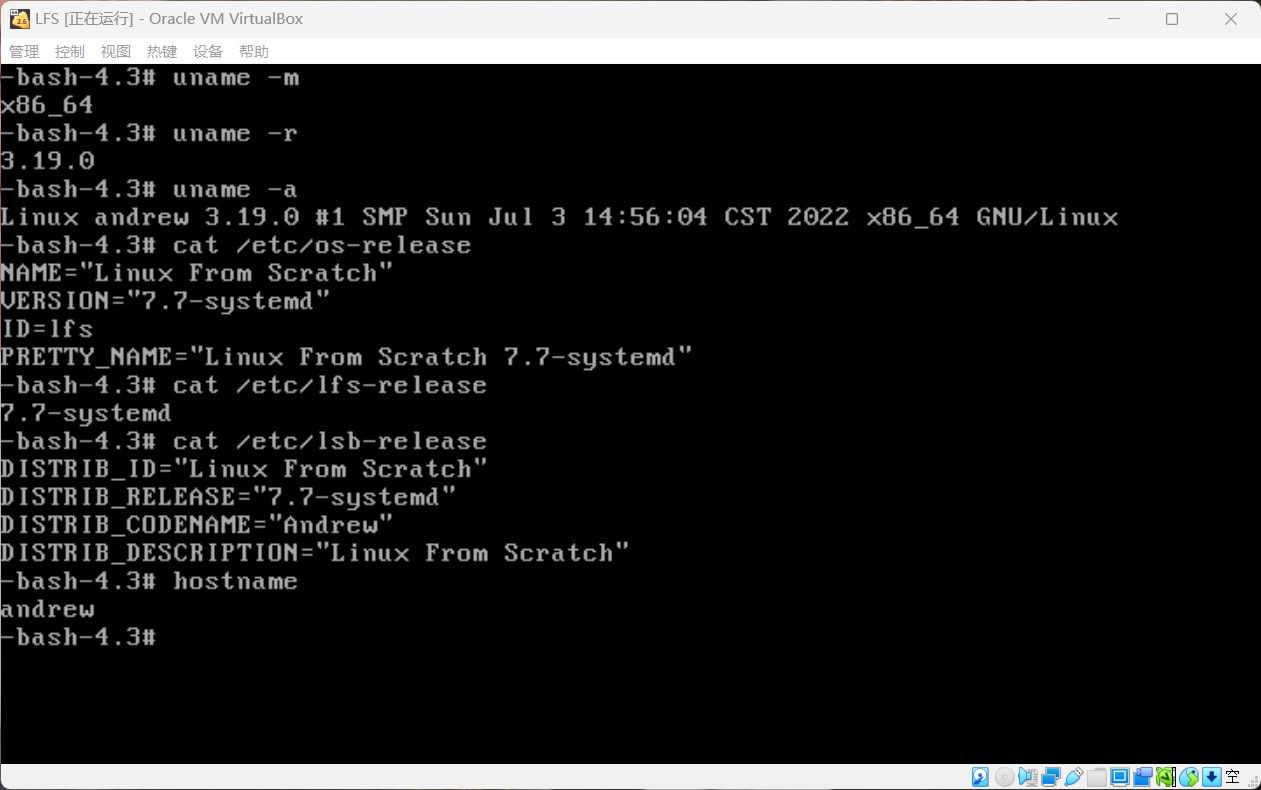 LFS [正在运行] - Oracle VM VirtualBox
管理 控制 视图 热键 设备 帮助
-bash-4.3# uname -m
x86_64
-bash-4.3# uname -r
3.19.0
-bash-4.3# uname -a
Linux andrew 3.19.0 #1 SMP Sun Jul 3 14:56:04 CST 2022 x86_64 GNU/Linux
-bash-4.3# cat /etc/os-release
NAME="Linux From Scratch"
VERSION="7.7-systemd"
ID=lfs
PRETTY_NAME="Linux From Scratch 7.7-systemd"
-bash-4.3# cat /etc/lfs-release
7.7-systemd
-bash-4.3# cat /etc/lsb-release
DISTRIB_ID="Linux From Scratch"
DISTRIB_RELEASE="7.7-systemd"
DISTRIB_CODENAME="Andrew"
DISTRIB_DESCRIPTION="Linux From Scratch"
-bash-4.3# hostname
andrew
-bash-4.3#
空